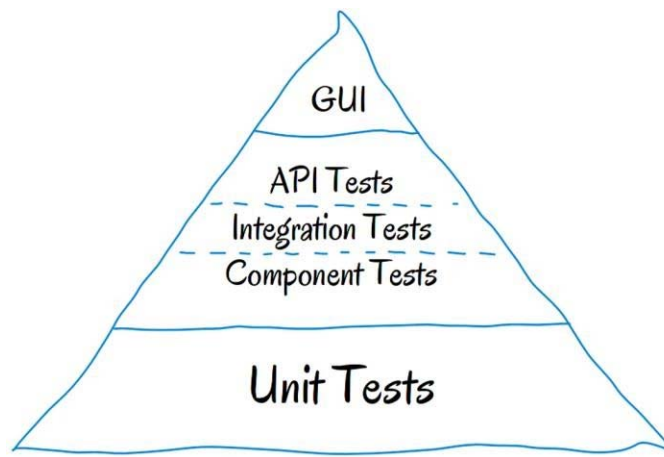 GUI
API Tests
Integration Tests
Component Tests
Unit Tests